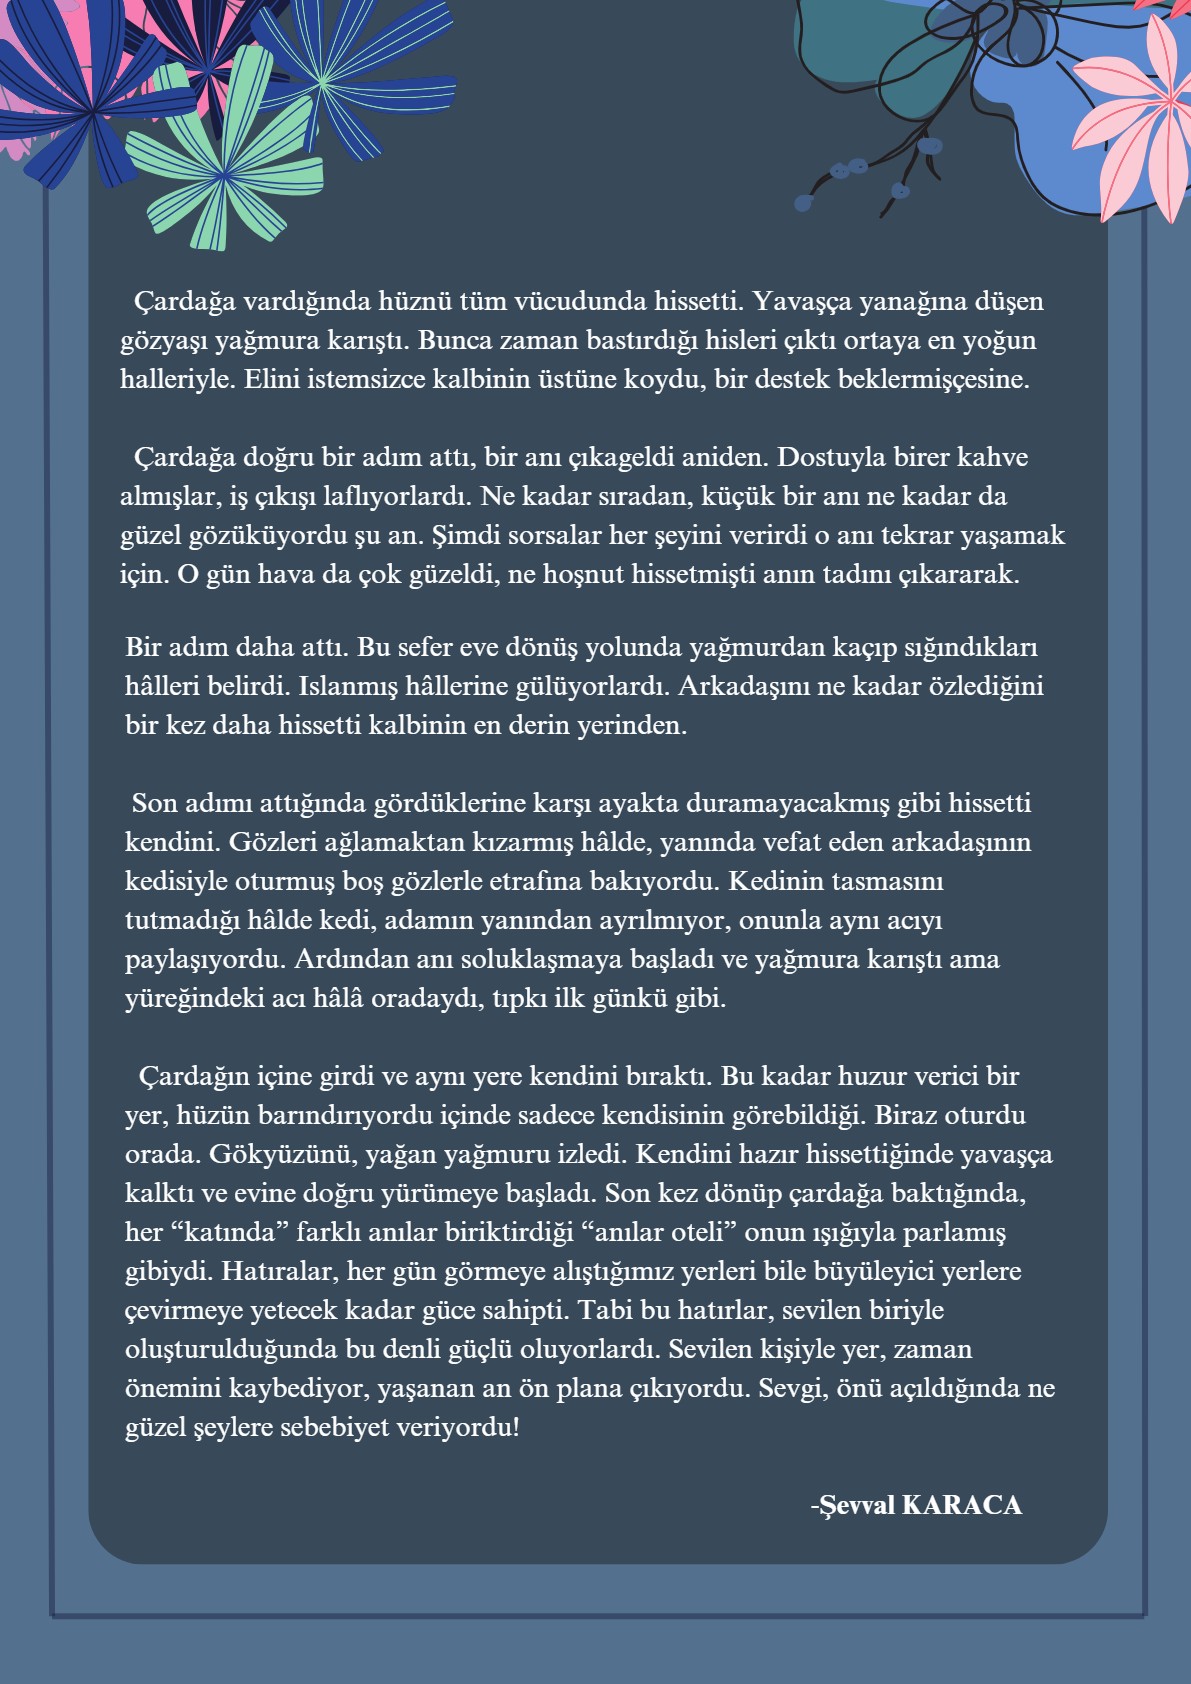 Çardağa vardığında hüznü tüm vücudunda hissetti. Yavaşça yanağına düşen
gözyaşı yağmura karıştı. Bunca zaman bastırdığı hisleri çıktı ortaya en yoğun
halleriyle. Elini istemsizce kalbinin üstüne koydu, bir destek beklermişçesine.
Çardağa doğru bir adım attı, bir anı çıkageldi aniden. Dostuyla birer kahve
almışlar, iş çıkışı laflıyorlardı. Ne kadar sıradan, küçük bir anı ne kadar da
güzel gözüküyordu şu an. Şimdi sorsalar her şeyini verirdi o anı tekrar yaşamak
için. O gün hava da çok güzeldi, ne hoşnut hissetmişti anın tadını çıkararak.
Bir adım daha attı. Bu sefer eve dönüş yolunda yağmurdan kaçıp sığındıkları
hâlleri belirdi. Islanmış hâllerine gülüyorlardı. Arkadaşını ne kadar özlediğini
bir kez daha hissetti kalbinin en derin yerinden.
Son adımı attığında gördüklerine karşı ayakta duramayacakmış gibi hissetti
kendini. Gözleri ağlamaktan kızarmış hâlde, yanında vefat eden arkadaşının
kedisiyle oturmuş boş gözlerle etrafına bakıyordu. Kedinin tasmasını
tutmadığı hâlde kedi, adamın yanından ayrılmıyor, onunla aynı acıyı
paylaşıyordu. Ardından anı soluklaşmaya başladı ve yağmura karıştı ama
yüreğindeki acı hâlâ oradaydı, tıpkı ilk günkü gibi.
Çardağın içine girdi ve aynı yere kendini bıraktı. Bu kadar huzur verici bir
yer, hüzün barındırıyordu içinde sadece kendisinin görebildiği. Biraz oturdu
orada. Gökyüzünü, yağan yağmuru izledi. Kendini hazır hissettiğinde yavaşça
kalktı ve evine doğru yürümeye başladı. Son kez dönüp çardağa baktığında,
her “katında” farklı anılar biriktirdiği “anılar oteli” onun ışığıyla parlamış
gibiydi. Hatıralar, her gün görmeye alıştığımız yerleri bile büyüleyici yerlere
çevirmeye yetecek kadar güce sahipti. Tabi bu hatırlar, sevilen biriyle
oluşturulduğunda bu denli güçlü oluyorlardı. Sevilen kişiyle yer, zaman
önemini kaybediyor, yaşanan an ön plana çıkıyordu. Sevgi, önü açıldığında ne
güzel şeylere sebebiyet veriyordu!
-Şevval KARACA